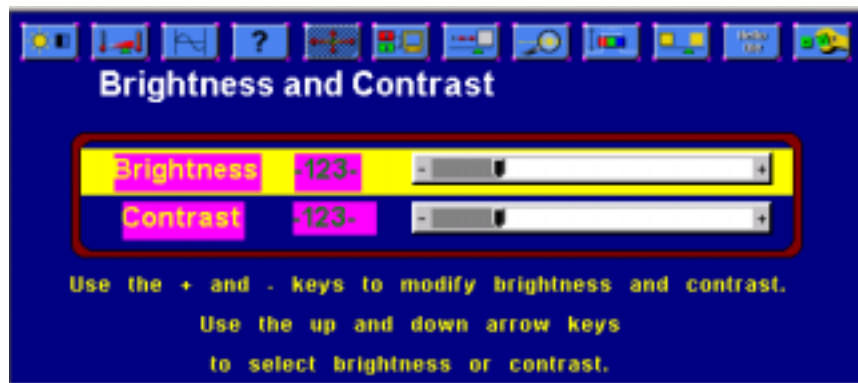 ?
Brightness and Contrast
Brightness -123- - +
Contrast -123- - +
Use the + and - keys to modify brightness and contrast.
Use the up and down arrow keys
to select brightness or contrast.